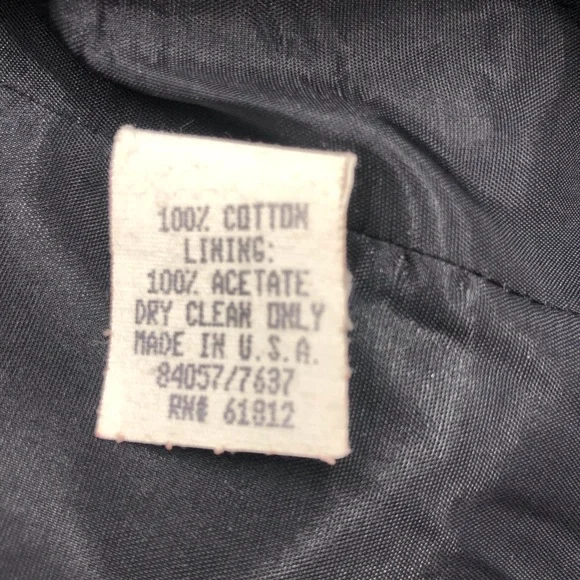 100% COTTON
LINING:
100% ACETATE
DRY CLEAN ONLY
MADE IN U.S.A.
84057/7637
RN# 61812